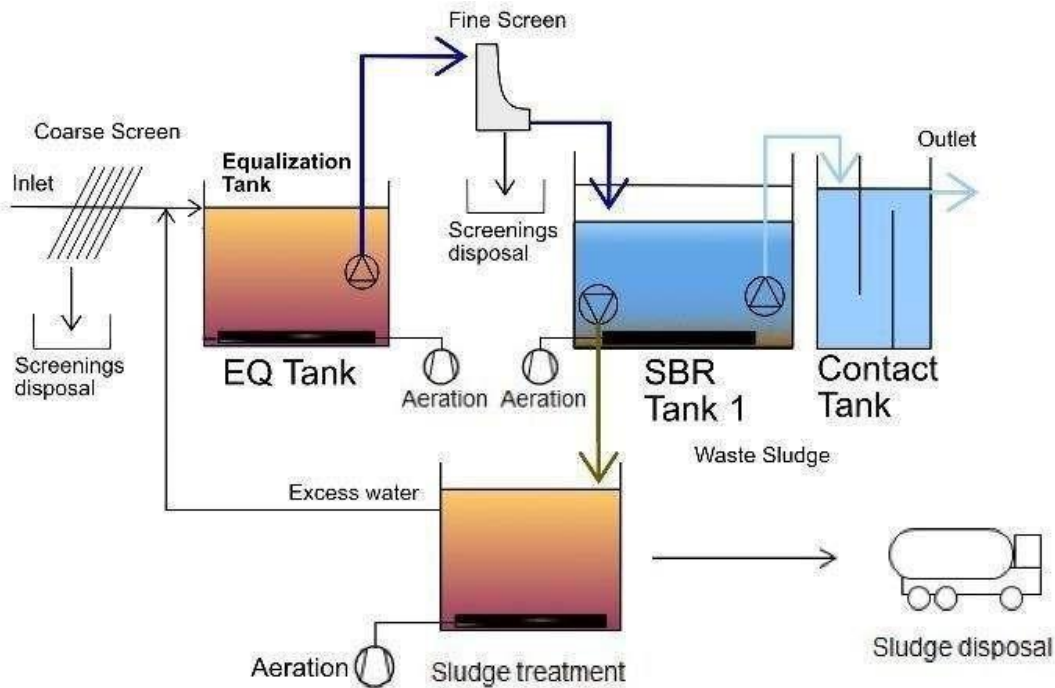 Fine Screen
Coarse Screen
Inlet
Equalization
Tank
Outlet
Screenings
disposal
Screenings
disposal
EQ Tank
Aeration
Aeration
SBR
Tank 1
Contact
Tank
Waste Sludge
Excess water
Aeration
Sludge treatment
Sludge disposal